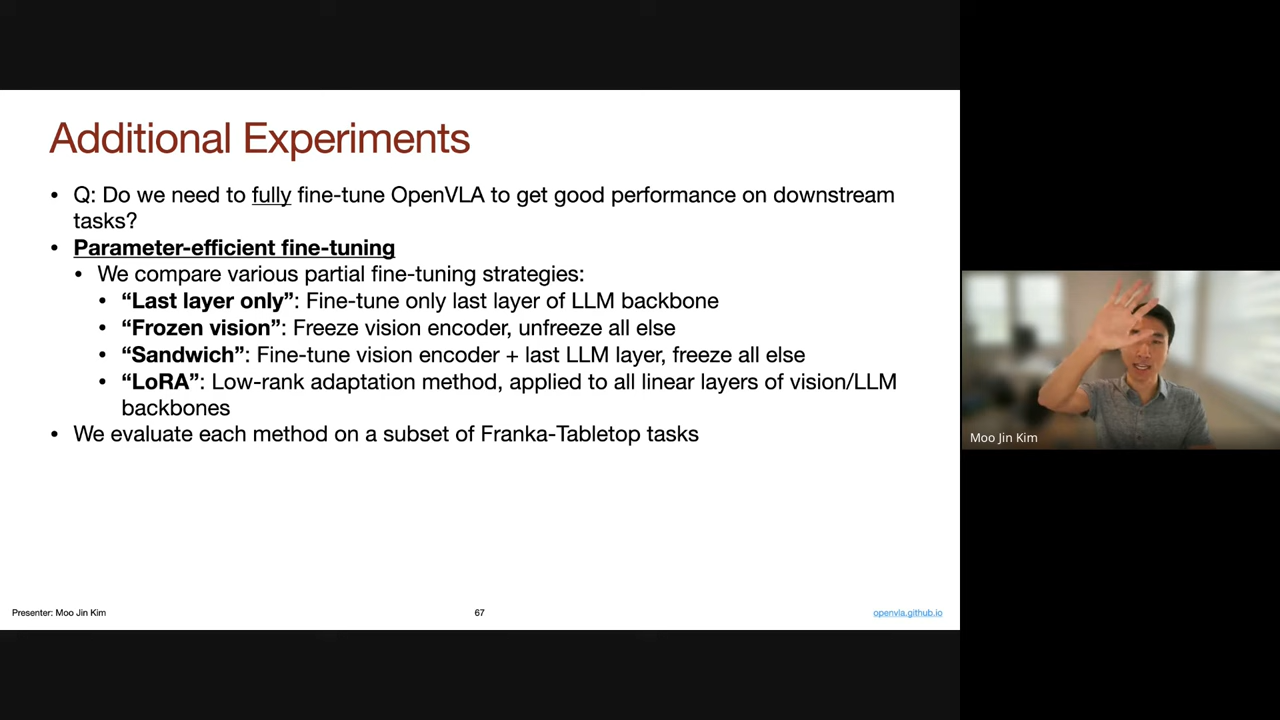 Additional Experiments
• Q: Do we need to fully fine-tune OpenVLA to get good performance on downstream
tasks?
• Parameter-efficient fine-tuning
• We compare various partial fine-tuning strategies:
• “Last layer only”: Fine-tune only last layer of LLM backbone
• “Frozen vision”: Freeze vision encoder, unfreeze all else
• “Sandwich”: Fine-tune vision encoder + last LLM layer, freeze all else
• “LoRA”: Low-rank adaptation method, applied to all linear layers of vision/LLM
backbones
• We evaluate each method on a subset of Franka-Tabletop tasks
Moo Jin Kim
Presenter: Moo Jin Kim
67
openvla.github.io